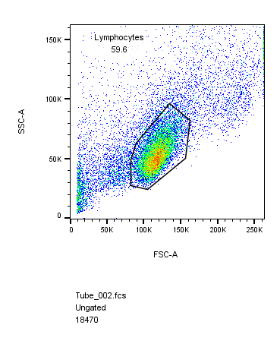 150K
Lymphocytes
59.6
100K
SSC-A
50K
0
0 50K 100K 150K 200K 250K
FSC-A
Tube_002.fcs
Ungated
18470